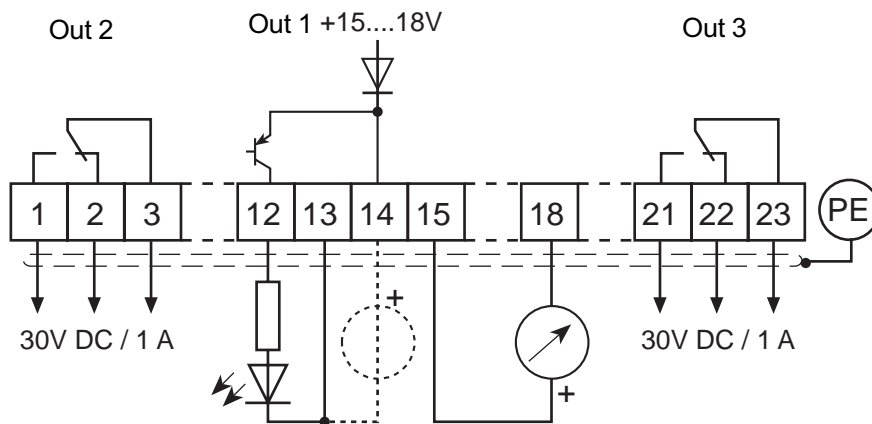 Out 2
Out 1 +15....18V
Out 3
1 2 3 12 13 14 15 18 21 22 23 PE
+
+
30V DC / 1 A
30V DC / 1 A